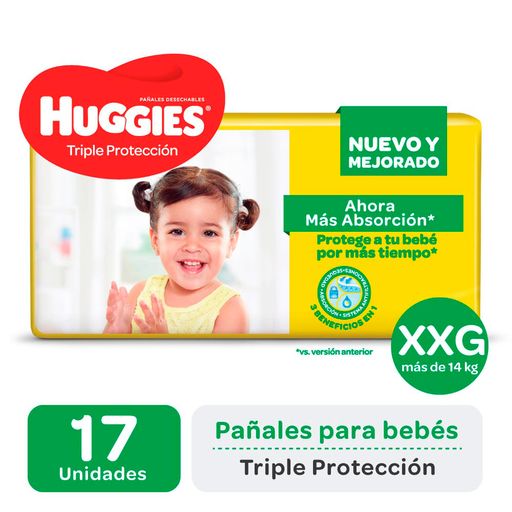 PAÑALES DESECHABLES
HUGGIES®
Triple Protección
NUEVO Y
MEJORADO
Ahora
Más Absorción*
Protege a tu bebé
por más tiempo*
3 BENEFICIOS EN 1
*vs. versión anterior
XXG
más de 14 kg
17
Unidades
Pañales para bebés
Triple Protección